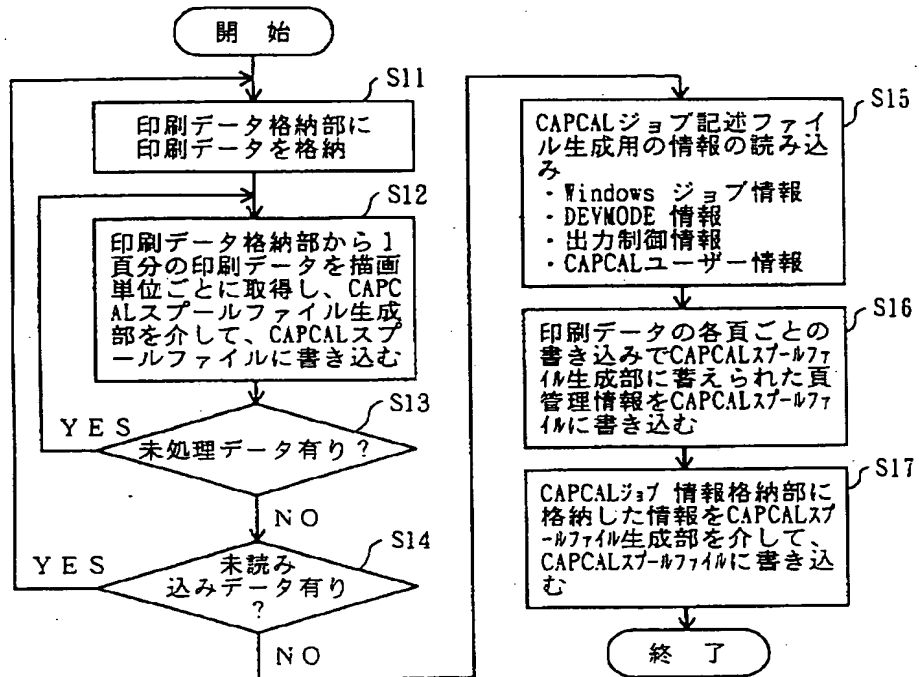 開 始
S11
印刷データ格納部に
印刷データを格納
S12
印刷データ格納部から1
頁分の印刷データを描画
単位ごとに取得し、CAPC
ALスプールファイル生成
部を介して、CAPCALスプ
ールファイルに書き込む
S13
YES
未処理データ有り?
NO
S14
YES
未読み
込みデータ有り
?
NO
S15
CAPCALジョブ記述ファイ
ル生成用の情報の読み込
み
・Windows ジョブ情報
・DEVMODE 情報
・出力制御情報
・CAPCALユーザー情報
S16
印刷データの各頁ごとの
書き込みでCAPCALスプールファ
イル生成部に蓄えられた頁
管理情報をCAPCALスプールファ
イルに書き込む
S17
CAPCALジョブ 情報格納部に
格納した情報をCAPCALスプ
ールファイル生成部を介して、
CAPCALスプールファイルに書き込
む
終 了